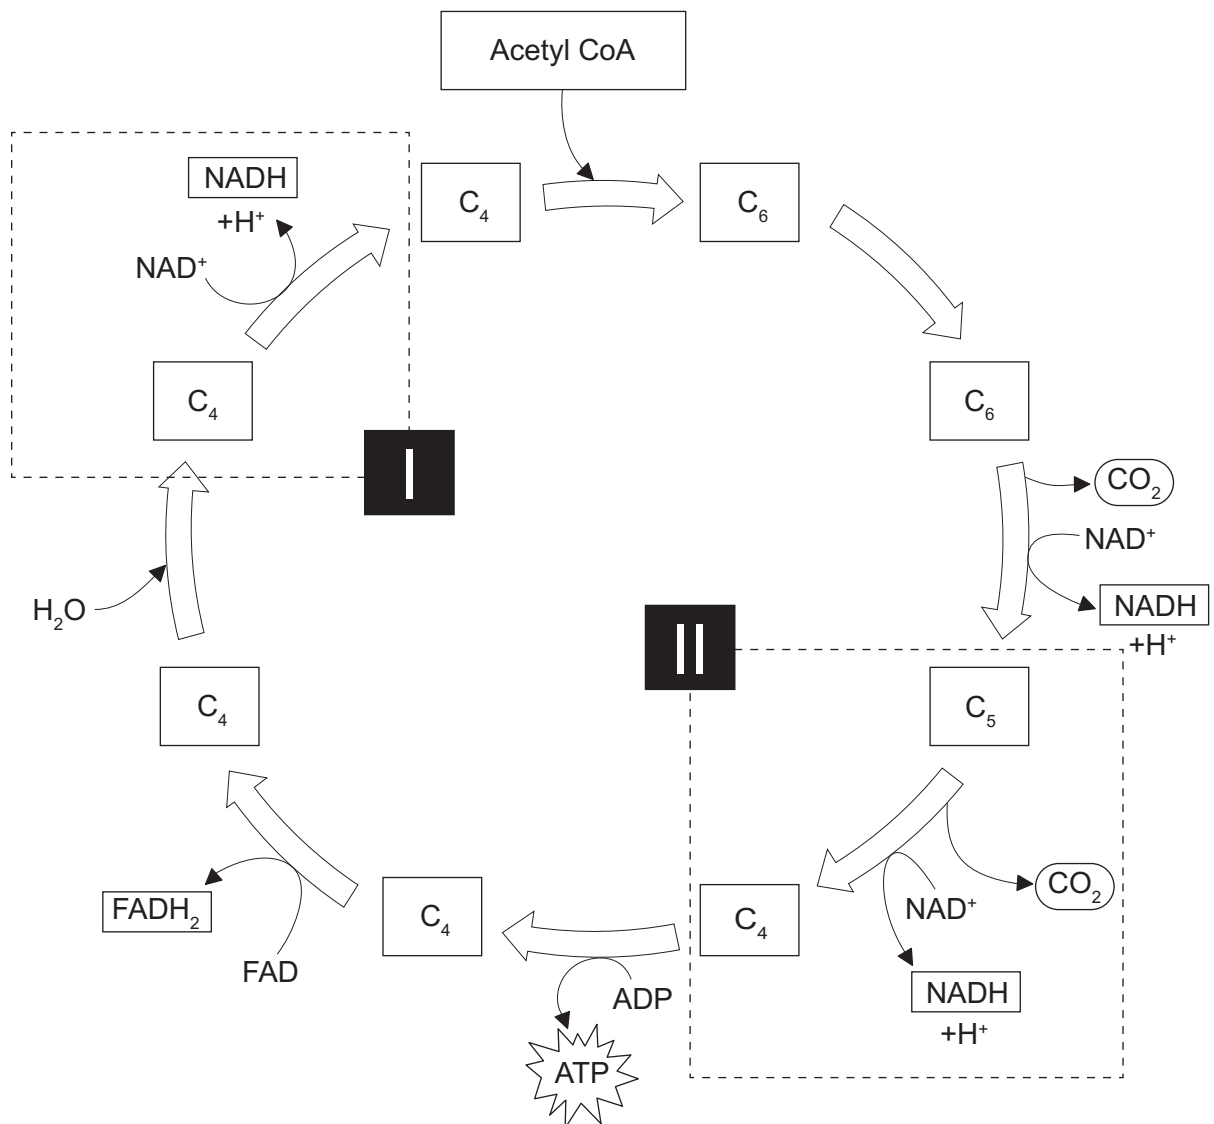 Acetyl CoA
NADH
+H⁺
NAD⁺
C₄
C₆
C₄
C₆
I
CO₂
NAD⁺
NADH
+H⁺
H₂O
II
C₄
C₅
FADH₂
FAD
C₄
ADP
ATP
C₄
NAD⁺
CO₂
NADH
+H⁺